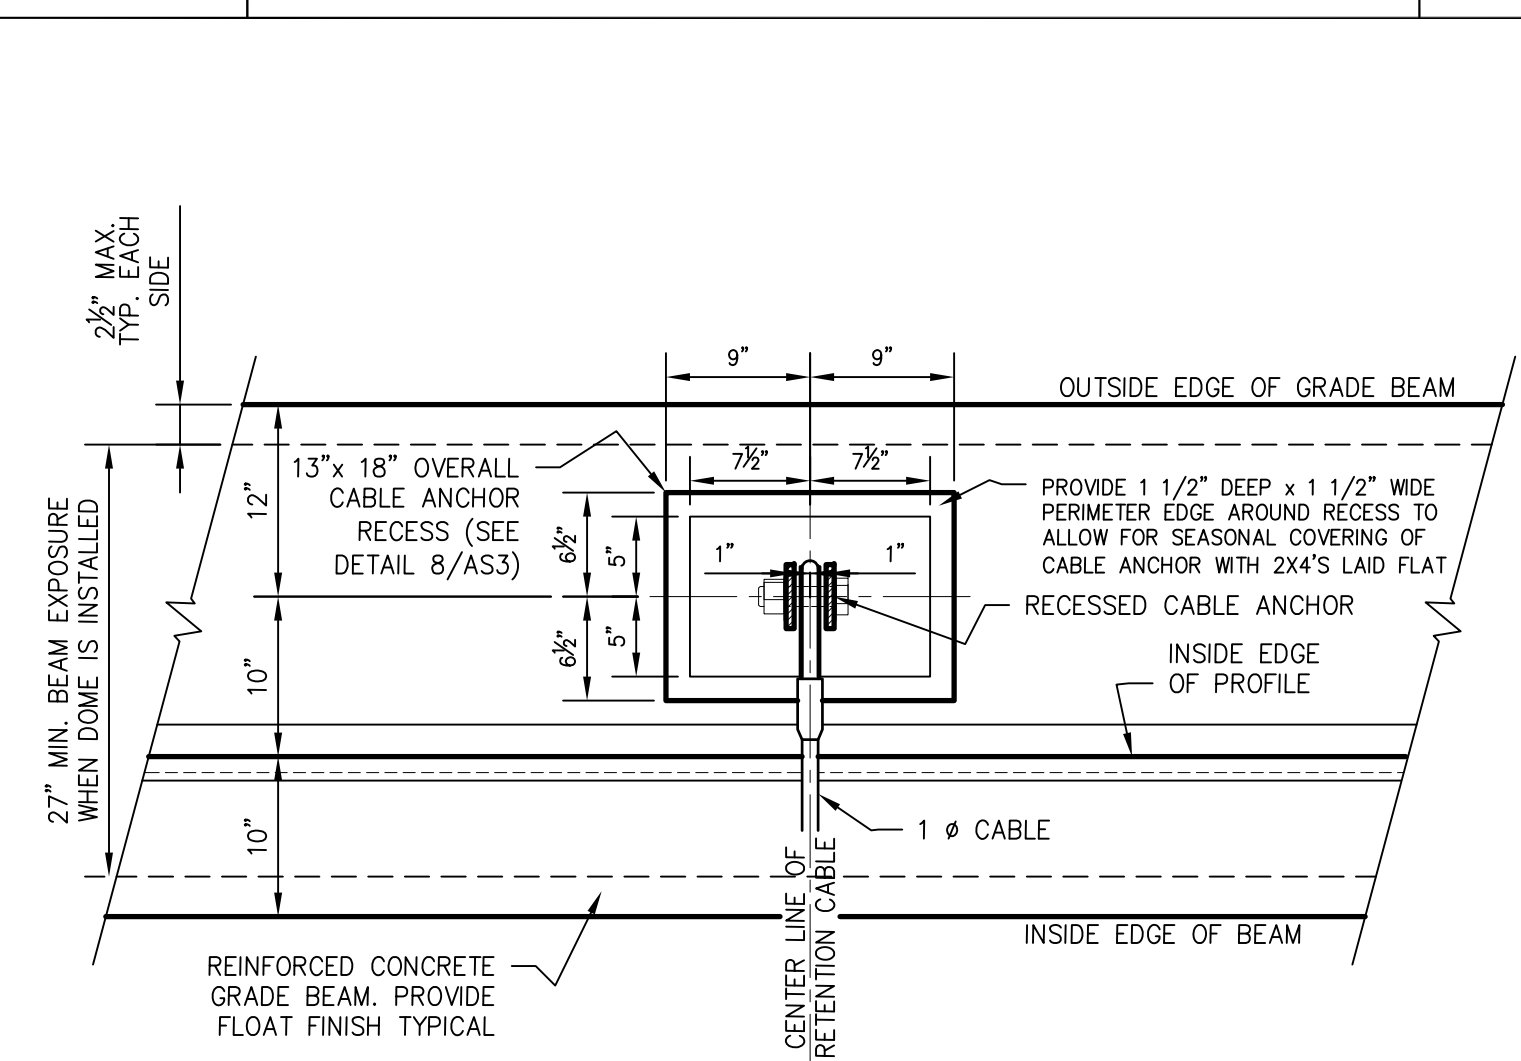 2½" MAX.
TYP. EACH
SIDE
9"
9"
OUTSIDE EDGE OF GRADE BEAM
7½"
7½"
13"x 18" OVERALL
CABLE ANCHOR
RECESS (SEE
DETAIL 8/AS3)
12"
6½"
5"
1"
1"
PROVIDE 1 1/2" DEEP x 1 1/2" WIDE
PERIMETER EDGE AROUND RECESS TO
ALLOW FOR SEASONAL COVERING OF
CABLE ANCHOR WITH 2X4'S LAID FLAT
RECESSED CABLE ANCHOR
27" MIN. BEAM EXPOSURE
WHEN DOME IS INSTALLED
10"
6½"
5"
INSIDE EDGE
OF PROFILE
10"
1 ø CABLE
CENTER LINE OF
RETENTION CABLE
INSIDE EDGE OF BEAM
REINFORCED CONCRETE
GRADE BEAM. PROVIDE
FLOAT FINISH TYPICAL